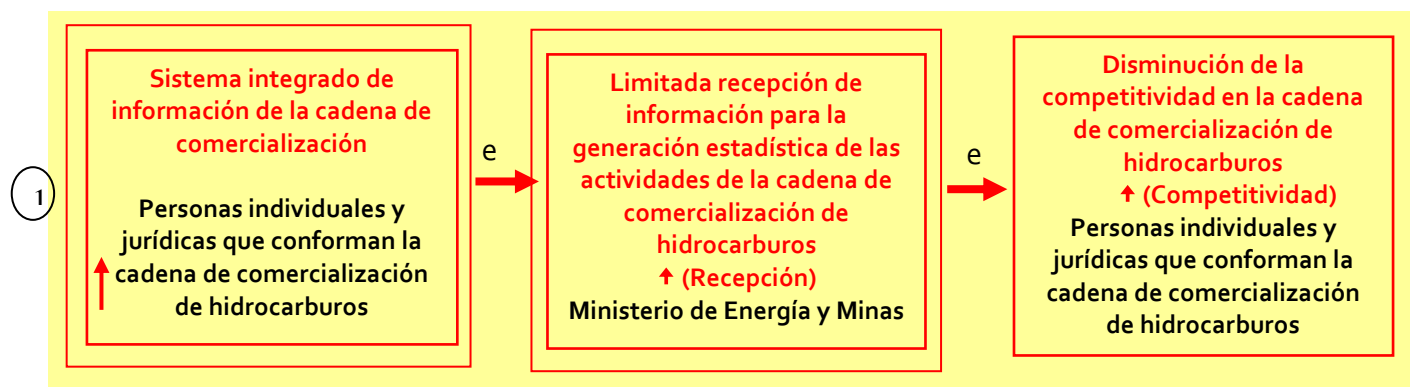 1
Sistema integrado de
información de la cadena de
comercialización
Personas individuales y
jurídicas que conforman la
cadena de comercialización
de hidrocarburos
e
Limitada recepción de
información para la
generación estadística de las
actividades de la cadena de
comercialización de
hidrocarburos
↑ (Recepción)
Ministerio de Energía y Minas
e
Disminución de la
competitividad en la cadena
de comercialización de
hidrocarburos
↑ (Competitividad)
Personas individuales y
jurídicas que conforman la
cadena de comercialización
de hidrocarburos